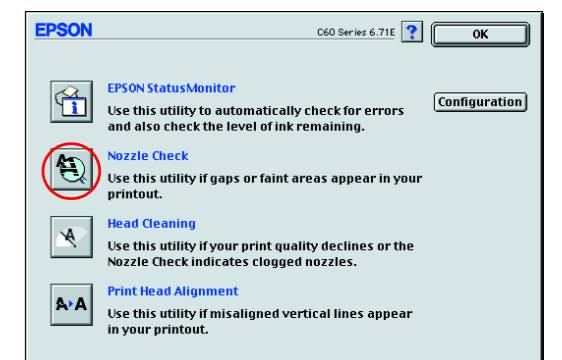 EPSON C60 Series 6.71E ? OK
EPSON StatusMonitor
Use this utility to automatically check for errors
and also check the level of ink remaining.
Configuration
Nozzle Check
Use this utility if gaps or faint areas appear in your
printout.
Head Cleaning
Use this utility if your print quality declines or the
Nozzle Check indicates clogged nozzles.
Print Head Alignment
Use this utility if misaligned vertical lines appear
in your printout.